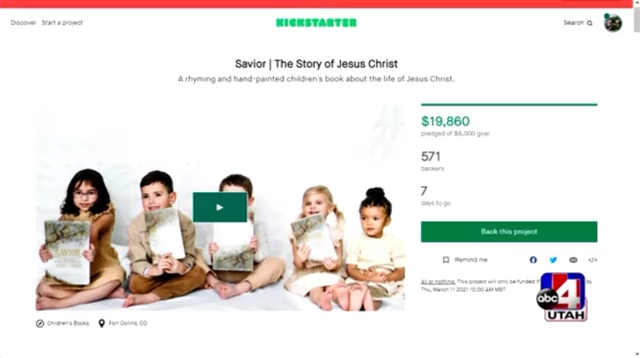 Discover Start a project
KICKSTARTER
Search
Savior | The Story of Jesus Christ
A rhyming and hand-painted children's book about the life of Jesus Christ.
$19,860
pledged of $8,000 goal
571
backers
7
days to go
Back this project
Remind me
All or nothing. This project will only be funded if
by
Thu, March 11 2021 10:00 AM MST.
SAVIOR
abc 4
UTAH
Children's Books Fort Collins, CO